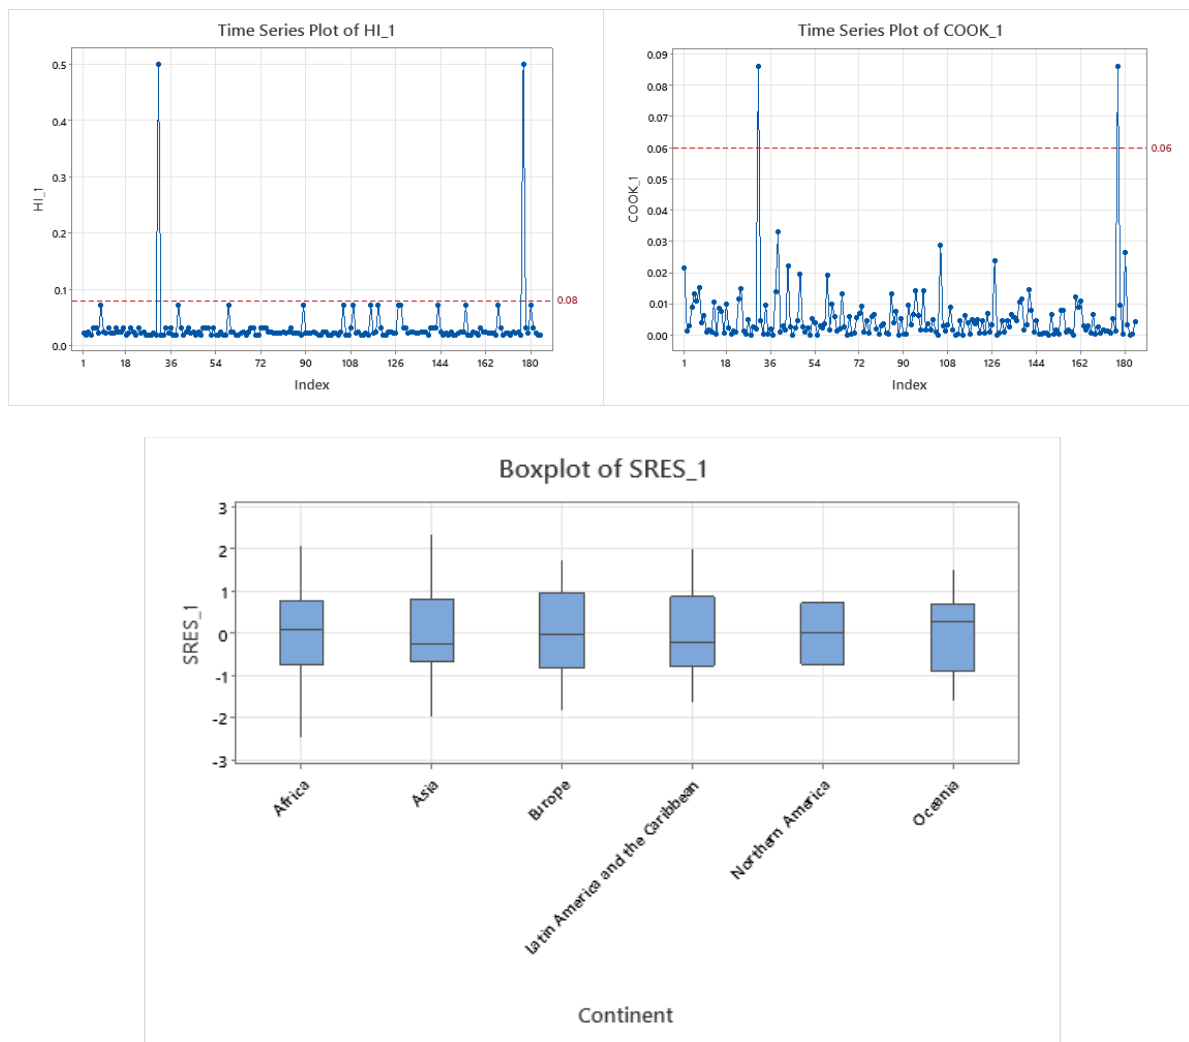 Time Series Plot of HI_1
0.5
0.4
0.3
0.2
0.1
0.0
0.08
HI_1
1 18 36 54 72 90 108 126 144 162 180
Index
Time Series Plot of COOK_1
0.09
0.08
0.07
0.06
0.05
0.04
0.03
0.02
0.01
0.00
0.06
COOK_1
1 18 36 54 72 90 108 126 144 162 180
Index
Boxplot of SRES_1
3
2
1
0
-1
-2
-3
SRES_1
Africa
Asia
Europe
Latin America and the Caribbean
Northern America
Oceania
Continent